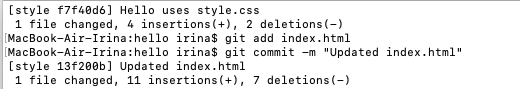 [style f7f40d6] Hello uses style.css
1 file changed, 4 insertions(+), 2 deletions(-)
[MacBook-Air-Irina:hello irina$ git add index.html
[MacBook-Air-Irina:hello irina$ git commit -m "Updated index.html"
[style 13f200b] Updated index.html
1 file changed, 11 insertions(+), 7 deletions(-)